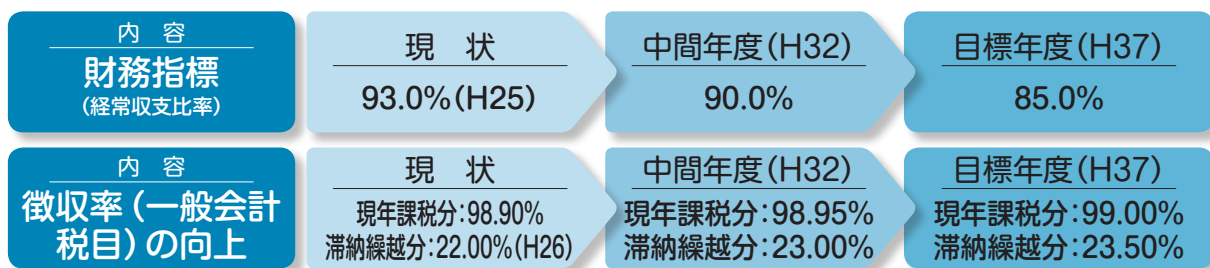 内 容
財務指標
(経常収支比率)
現 状
93.0%(H25)
中間年度(H32)
90.0%
目標年度(H37)
85.0%
内 容
徴収率(一般会計
税目)の向上
現 状
現年課税分:98.90%
滞納繰越分:22.00%(H26)
中間年度(H32)
現年課税分:98.95%
滞納繰越分:23.00%
目標年度(H37)
現年課税分:99.00%
滞納繰越分:23.50%